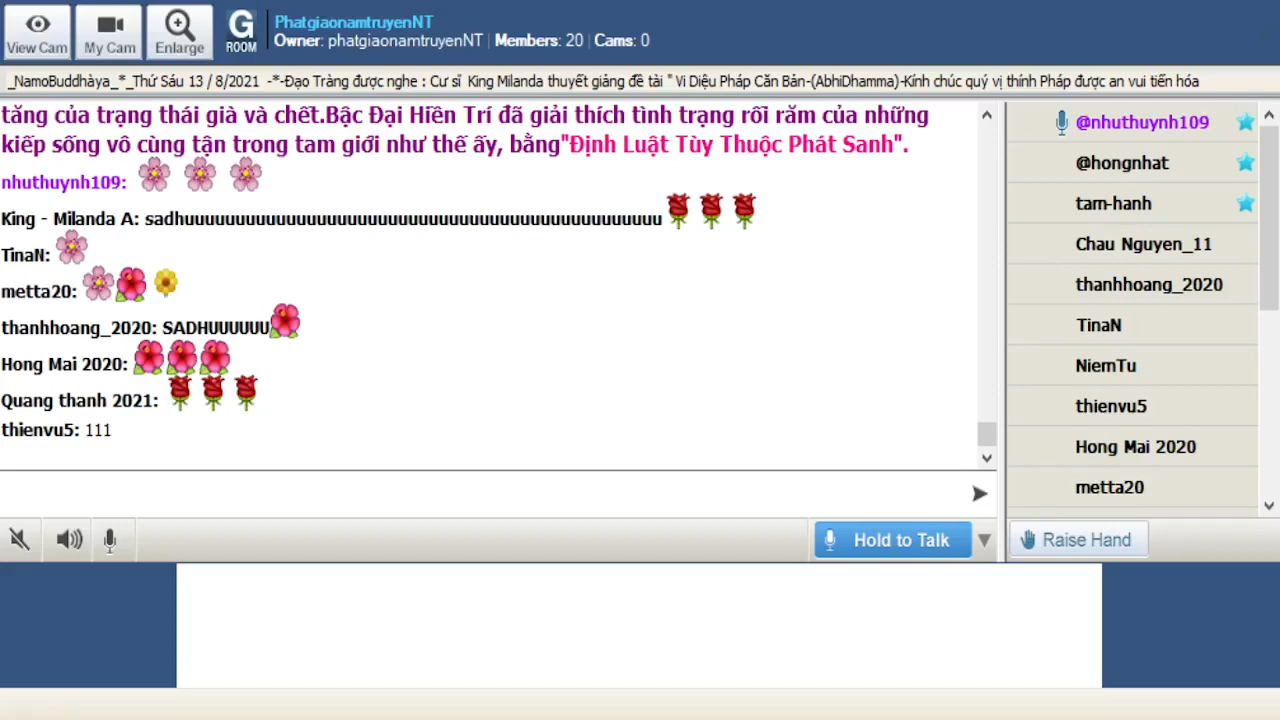 View Cam
My Cam
Enlarge
G
ROOM
PhatgiaonamtruyenNT
Owner: phatgiaonamtruyenNT | Members: 20 | Cams: 0
_NamoBuddhàya_*_Thứ Sáu 13 / 8/2021 -*-Đạo Tràng được nghe : Cư sĩ King Milanda thuyết giảng đề tài " Vi Diệu Pháp Căn Bản-(AbhiDhamma)-Kính chúc quý vị thính Pháp được an vui tiến hóa
tăng của trạng thái già và chết.Bậc Đại Hiền Trí đã giải thích tình trạng rối rắm của những
kiếp sống vô cùng tận trong tam giới như thế ấy, bằng"Định Luật Tùy Thuộc Phát Sanh".
nhuthuynh109:
King - Milanda A: sadhuuuuuuuuuuuuuuuuuuuuuuuuuuuuuuuuuuuuuuuuuuuuuuu
TinaN:
metta20:
thanhhoang_2020: SADHUUUUUU
Hong Mai 2020:
Quang thanh 2021:
thienvu5: 111
@nhuthuynh109
@hongnhat
tam-hanh
Chau Nguyen_11
thanhhoang_2020
TinaN
NiemTu
thienvu5
Hong Mai 2020
metta20
Hold to Talk
Raise Hand